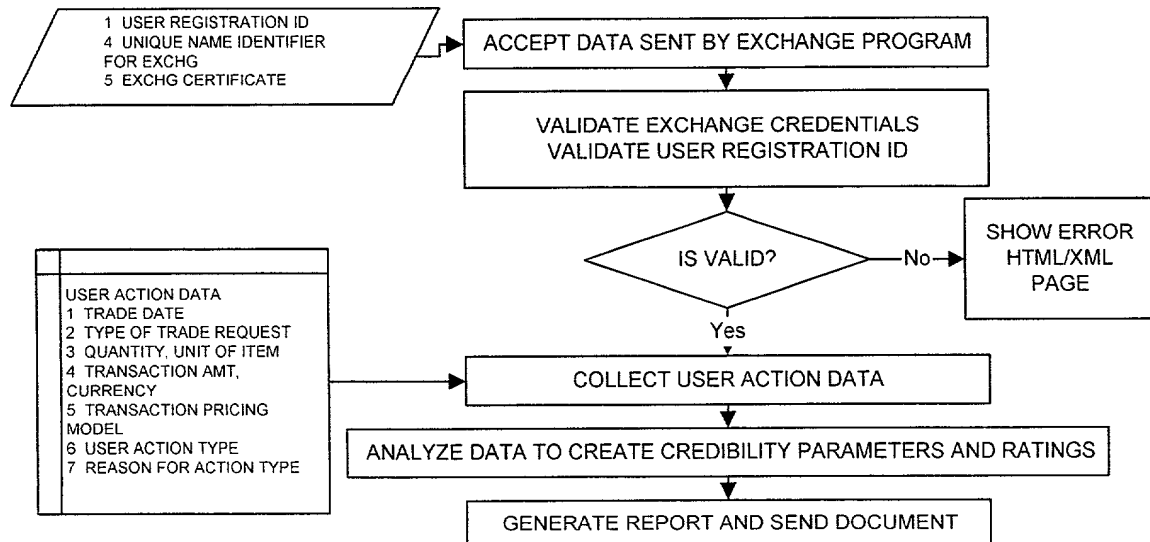 1 USER REGISTRATION ID
4 UNIQUE NAME IDENTIFIER
FOR EXCHG
5 EXCHG CERTIFICATE
ACCEPT DATA SENT BY EXCHANGE PROGRAM
VALIDATE EXCHANGE CREDENTIALS
VALIDATE USER REGISTRATION ID
IS VALID?
No
SHOW ERROR
HTML/XML
PAGE
Yes
USER ACTION DATA
1 TRADE DATE
2 TYPE OF TRADE REQUEST
3 QUANTITY, UNIT OF ITEM
4 TRANSACTION AMT,
CURRENCY
5 TRANSACTION PRICING
MODEL
6 USER ACTION TYPE
7 REASON FOR ACTION TYPE
COLLECT USER ACTION DATA
ANALYZE DATA TO CREATE CREDIBILITY PARAMETERS AND RATINGS
GENERATE REPORT AND SEND DOCUMENT